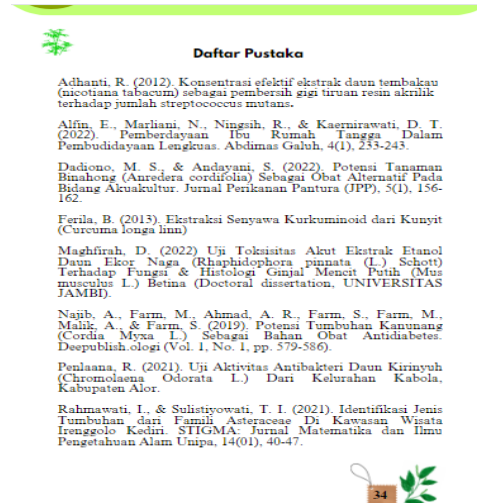 Daftar Pustaka
Adhanti, R. (2012). Konsentrasi efektif ekstrak daun tembakau
(nicotiana tabacum) sebagai pembersih gigi tiruan resin akrilik
terhadap jumlah streptococcus mutans.
Alfin, E., Marliani, N., Ningsih, R., & Kaernirawati, D. T.
(2022). Pemberdayaan Ibu Rumah Tangga Dalam
Pembudidayaan Lengkuas. Abdimas Galuh, 4(1), 233-243.
Dadiono, M. S., & Andayani, S. (2022). Potensi Tanaman
Binahong (Anredera cordifolia) Sebagai Obat Alternatif Pada
Bidang Akuakultur. Jurnal Perikanan Pantura (JPP), 5(1), 156-
162.
Ferila, B. (2013). Ekstraksi Senyawa Kurkuminoid dari Kunyit
(Curcuma longa linn)
Maghfirah, D. (2022) Uji Toksisitas Akut Ekstrak Etanol
Daun Ekor Naga (Rhaphidophora pinnata (L.) Schott)
Terhadap Fungsi & Histologi Ginjal Mencit Putih (Mus
musculus L.) Betina (Doctoral dissertation, UNIVERSITAS
JAMBI).
Najib, A., Farm, M., Ahmad, A. R., Farm, S., Farm, M.,
Malik, A., & Farm, S. (2019). Potensi Tumbuhan Kanunang
(Cordia Myxa L.) Sebagai Bahan Obat Antidiabetes.
Deepublish.ologi (Vol. 1, No. 1, pp. 579-586).
Penlaana, R. (2021). Uji Aktivitas Antibakteri Daun Kirinyuh
(Chromolaena Odorata L.) Dari Kelurahan Kabola,
Kabupaten Alor.
Rahmawati, I., & Sulistiyowati, T. I. (2021). Identifikasi Jenis
Tumbuhan dari Famili Asteraceae Di Kawasan Wisata
Irenggolo Kediri. STIGMA: Jurnal Matematika dan Ilmu
Pengetahuan Alam Unipa, 14(01), 40-47.
34